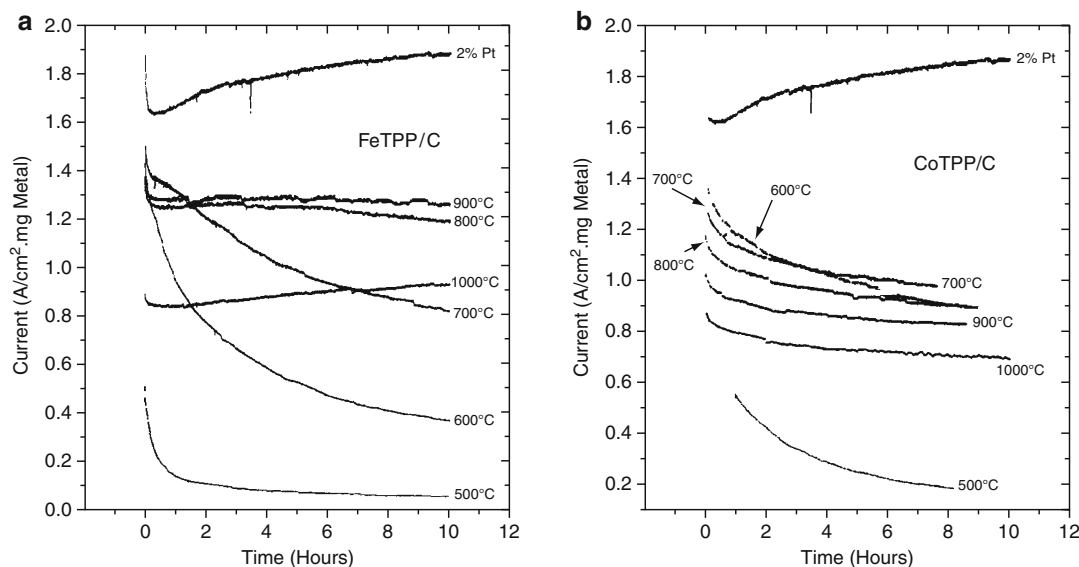 a
2.0
1.8
1.6
1.4
1.2
1.0
0.8
0.6
0.4
0.2
0.0
Current (A/cm².mg Metal)
2% Pt
FeTPP/C
900°C
800°C
1000°C
700°C
600°C
500°C
0 2 4 6 8 10 12
Time (Hours)
b
2.0
1.8
1.6
1.4
1.2
1.0
0.8
0.6
0.4
0.2
Current (A/cm².mg Metal)
2% Pt
CoTPP/C
700°C
600°C
800°C
700°C
900°C
1000°C
500°C
-2 0 2 4 6 8 10 12
Time (Hours)